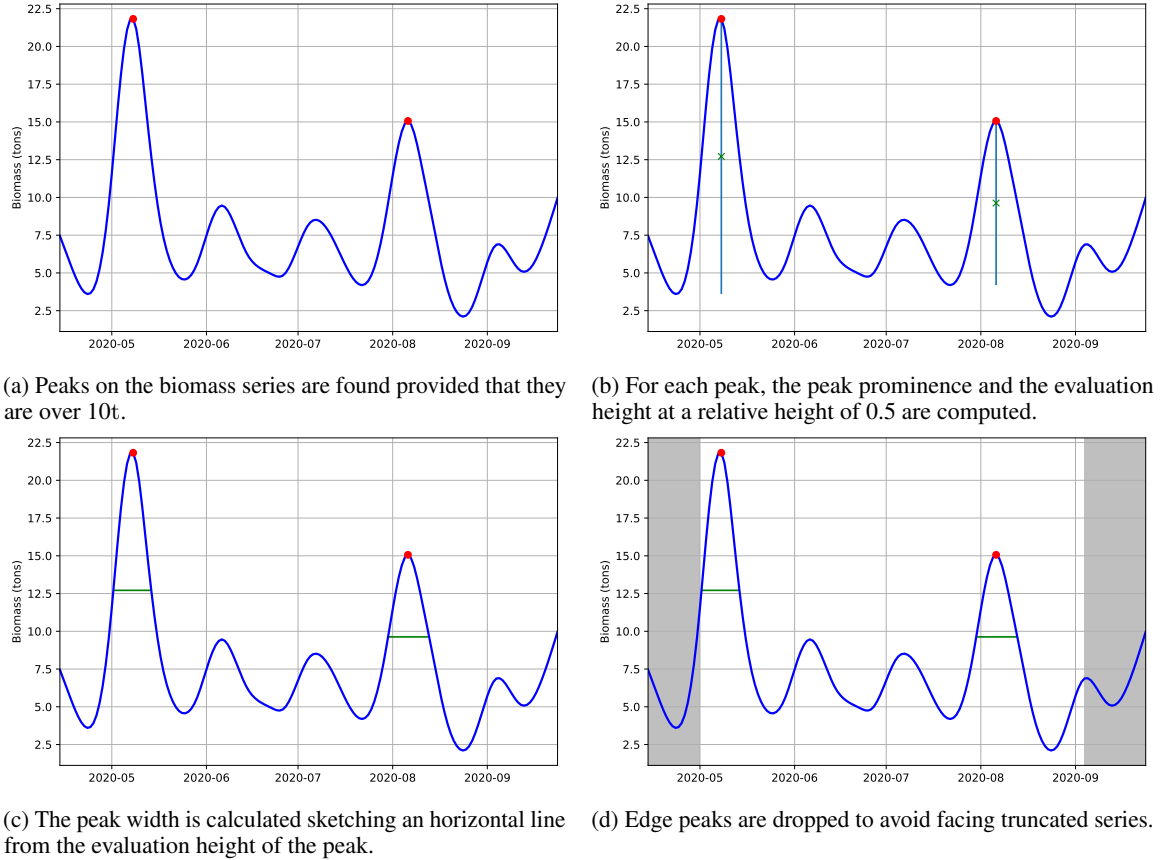 22.5
20.0
17.5
15.0
12.5
10.0
7.5
5.0
2.5
Biomass (tons)
2020-05 2020-06 2020-07 2020-08 2020-09
(a) Peaks on the biomass series are found provided that they
are over 10t.
22.5
20.0
17.5
15.0
12.5
10.0
7.5
5.0
2.5
Biomass (tons)
2020-05 2020-06 2020-07 2020-08 2020-09
(b) For each peak, the peak prominence and the evaluation
height at a relative height of 0.5 are computed.
22.5
20.0
17.5
15.0
12.5
10.0
7.5
5.0
2.5
Biomass (tons)
2020-05 2020-06 2020-07 2020-08 2020-09
(c) The peak width is calculated sketching an horizontal line
from the evaluation height of the peak.
22.5
20.0
17.5
15.0
12.5
10.0
7.5
5.0
2.5
Biomass (tons)
2020-05 2020-06 2020-07 2020-08 2020-09
(d) Edge peaks are dropped to avoid facing truncated series.